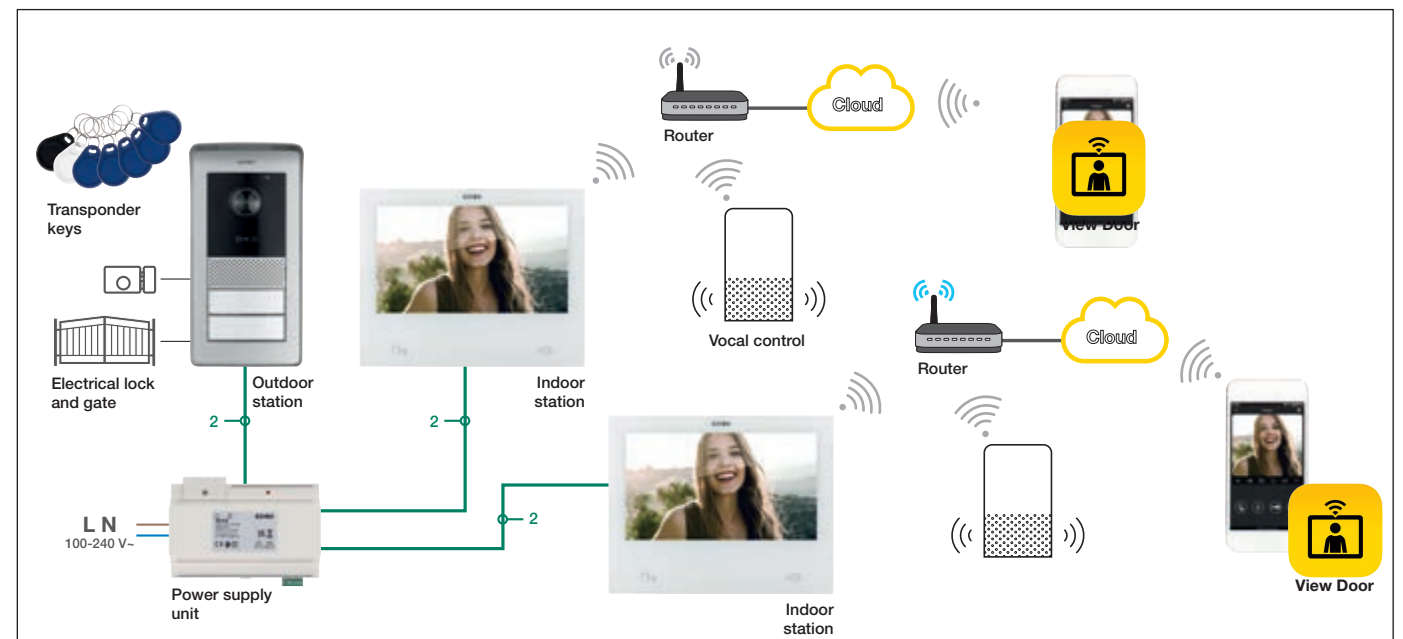 Cloud
Router
Transponder
keys
View Door
Vocal control
Cloud
Router
Electrical lock
and gate
Outdoor
station
Indoor
station
2
2
2
L N
100-240 V~
Power supply
unit
View Door
Indoor
station